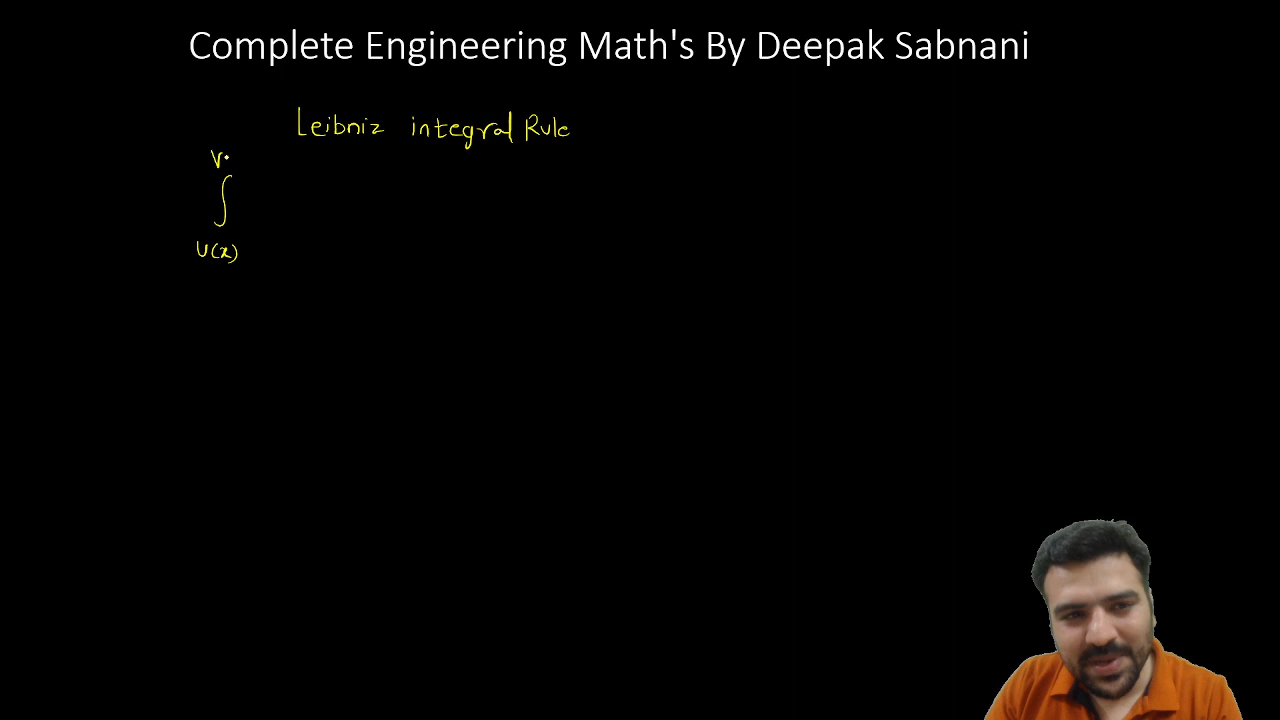 Complete Engineering Math's By Deepak Sabnani
Leibniz integral Rule
V
∫
U(x)